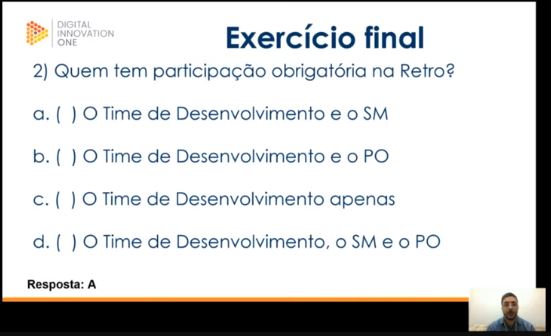 DIGITAL
INNOVATION
ONE
Exercício final
2) Quem tem participação obrigatória na Retro?
a. ( ) O Time de Desenvolvimento e o SM
b. ( ) O Time de Desenvolvimento e o PO
c. ( ) O Time de Desenvolvimento apenas
d. ( ) O Time de Desenvolvimento, o SM e o PO
Resposta: A